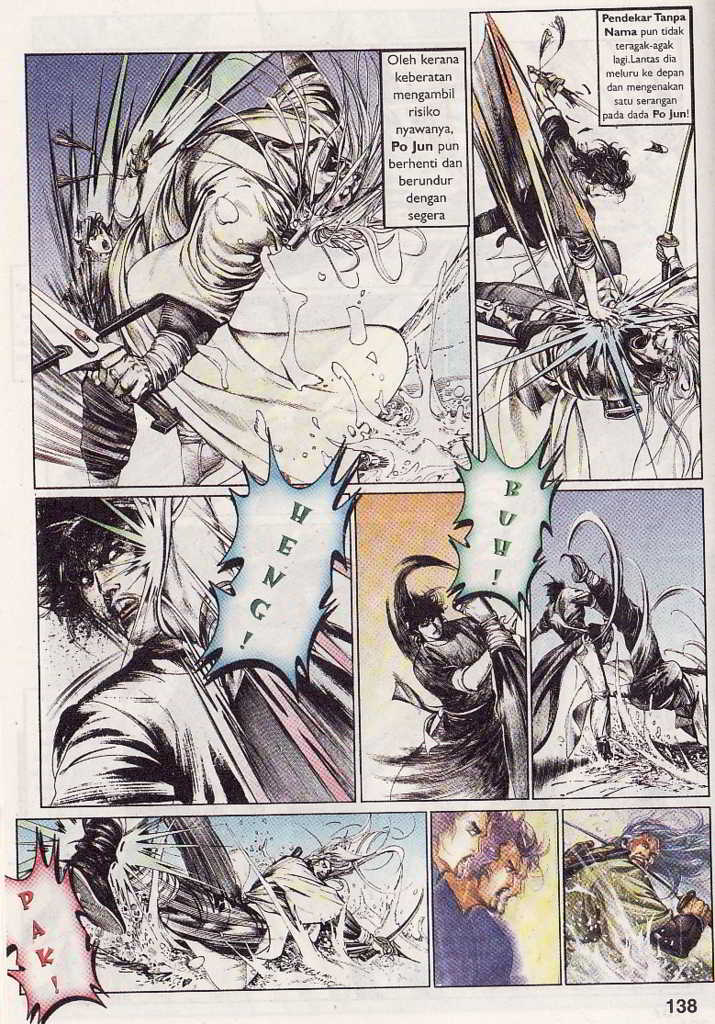 Oleh kerana
keberatan
mengambil
risiko
nyawanya,
Po Jun pun
berhenti dan
berundur
dengan
segera
Pendekar Tanpa
Nama pun tidak
teragak-agak
lagi.Lantas dia
meluru ke depan
dan mengenakan
satu serangan
pada dada Po Jun!
HENG!
BUH!
PAK!
138